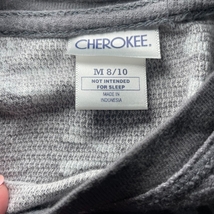 CHEROKEE.
M 8/10
NOT INTENDED
FOR SLEEP
MADE IN
INDONESIA